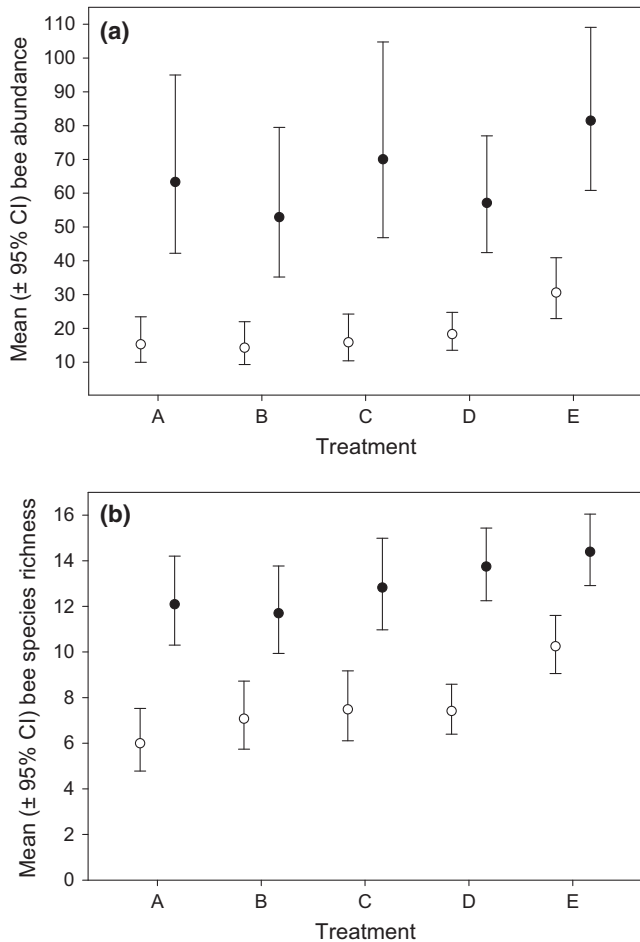 (a)
Mean (± 95% CI) bee abundance
110
100
90
80
70
60
50
40
30
20
10
A B C D E
Treatment
(b)
Mean (± 95% CI) bee species richness
16
14
12
10
8
6
4
2
0
A B C D E
Treatment